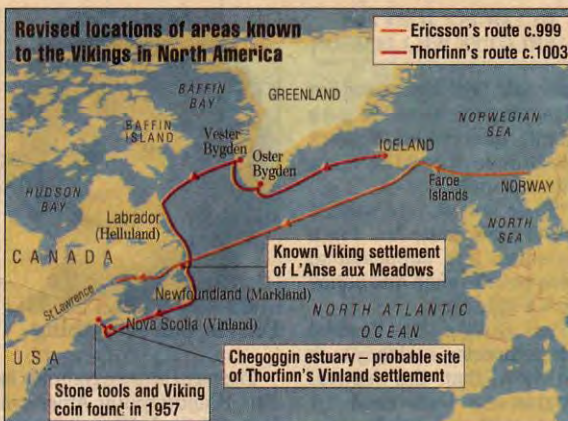 Revised locations of areas known
to the Vikings in North America
Ericsson's route c.999
Thorfinn's route c.1003
BAFFIN
BAY
GREENLAND
BAFFIN
ISLAND
Vester
Bygden
Oster
Bygden
ICELAND
NORWEGIAN
SEA
HUDSON
BAY
Faroe
Islands
NORWAY
Labrador
(Helluland)
NORTH
SEA
CANADA
Known Viking settlement
of L'Anse aux Meadows
St Lawrence
Newfoundland (Markland)
NORTH ATLANTIC
OCEAN
Nova Scotia (Vinland)
USA
Chegoggin estuary – probable site
of Thorfinn's Vinland settlement
Stone tools and Viking
coin found in 1957